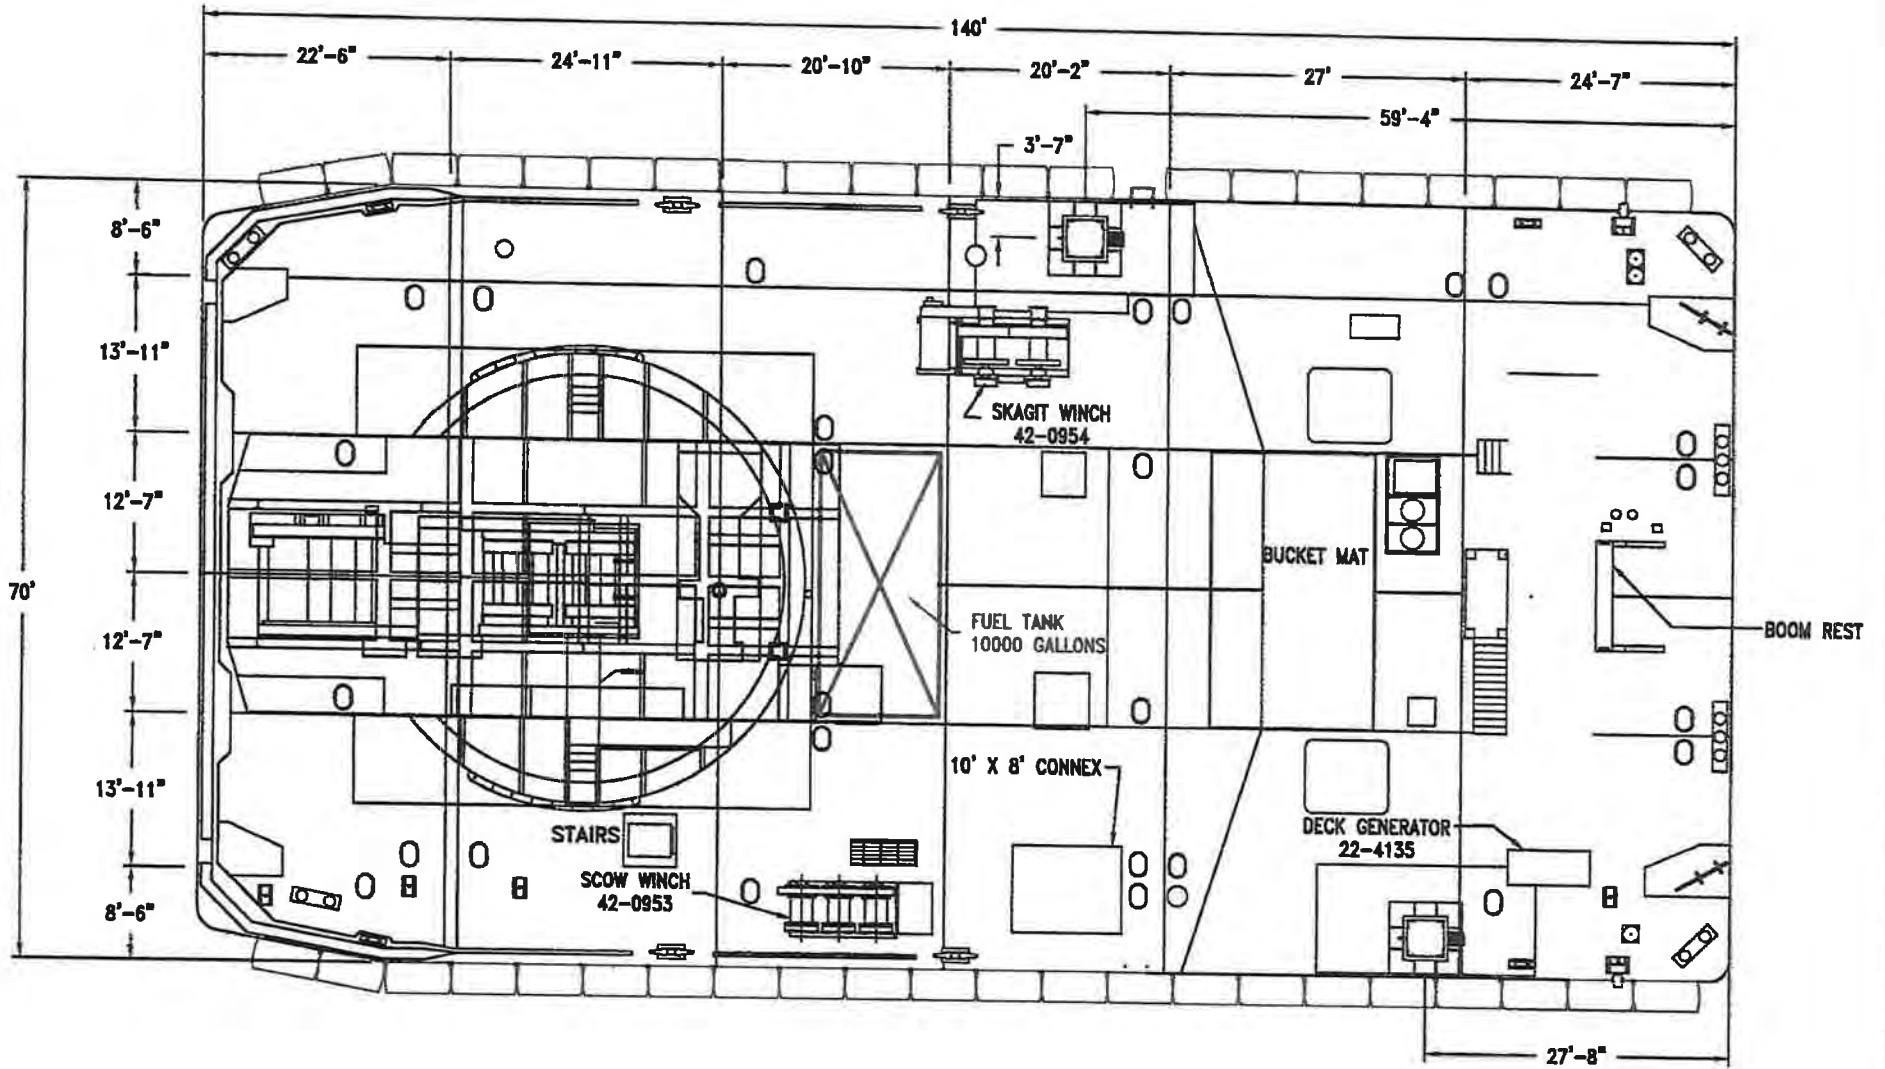 140'
22'-6"
24'-11"
20'-10"
20'-2"
27'
24'-7"
59'-4"
3'-7"
8'-6"
13'-11"
12'-7"
70'
12'-7"
13'-11"
8'-6"
SKAGIT WINCH
42-0954
BUCKET MAT
FUEL TANK
10000 GALLONS
BOOM REST
10' X 8' CONNEX
STAIRS
DECK GENERATOR
22-4135
SCOW WINCH
42-0953
27'-8"